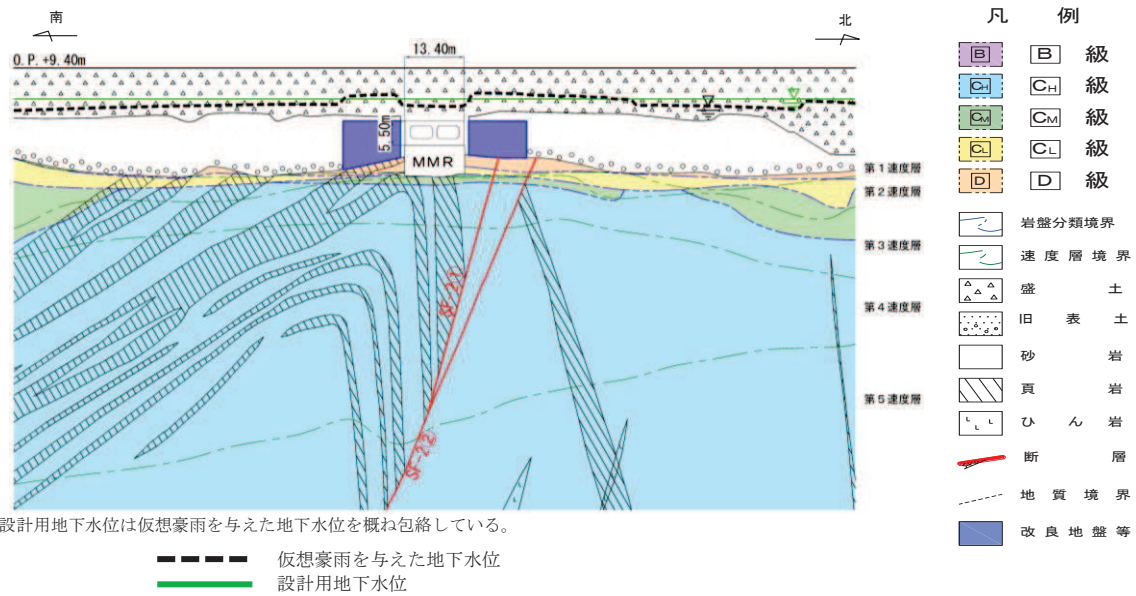 南
北
O.P.+9.40m
13.40m
5.50m
MMR
第1速度層
第2速度層
第3速度層
第4速度層
第5速度層
SF-2①
SF-2②
設計用地下水位は仮想豪雨を与えた地下水位を概ね包絡している。
仮想豪雨を与えた地下水位
設計用地下水位
凡 例
B B 級
CH CH 級
CM CM 級
CL CL 級
D D 級
岩盤分類境界
速度層境界
盛土
旧表土
砂岩
頁岩
ひん岩
断層
地質境界
改良地盤等